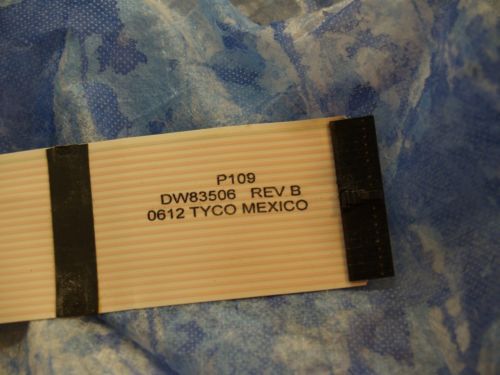 P109
DW83506 REV B
0612 TYCO MEXICO